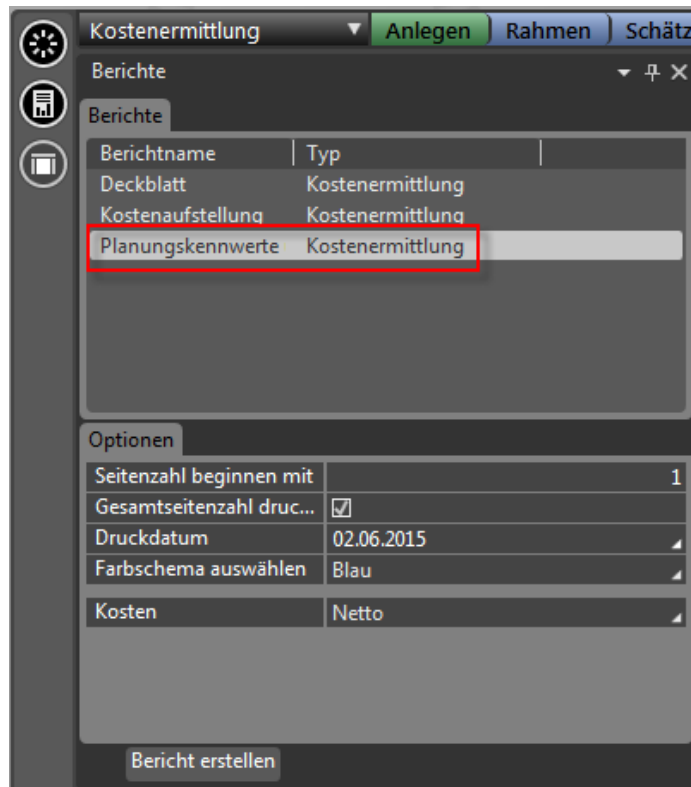 Kostenermittlung Anlegen Rahmen Schätz
Berichte
Berichte
Berichtname Typ
Deckblatt Kostenermittlung
Kostenaufstellung Kostenermittlung
Planungskennwerte Kostenermittlung
Optionen
Seitenzahl beginnen mit 1
Gesamtseitenzahl druc...
Druckdatum 02.06.2015
Farbschema auswählen Blau
Kosten Netto
Bericht erstellen